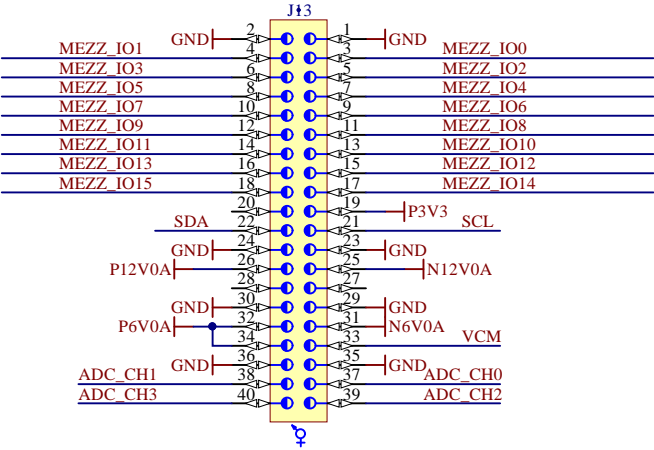 J13
GND 2 1 GND
MEZZ_IO1 4 3 MEZZ_IO0
MEZZ_IO3 6 5 MEZZ_IO2
MEZZ_IO5 8 7 MEZZ_IO4
MEZZ_IO7 10 9 MEZZ_IO6
MEZZ_IO9 12 11 MEZZ_IO8
MEZZ_IO11 14 13 MEZZ_IO10
MEZZ_IO13 16 15 MEZZ_IO12
MEZZ_IO15 18 17 MEZZ_IO14
20 19 P3V3
SDA 22 21 SCL
GND 24 23 GND
P12V0A 26 25 N12V0A
28 27
GND 30 29 GND
P6V0A 32 31 N6V0A
34 33 VCM
GND 36 35 GND
ADC_CH1 38 37 ADC_CH0
ADC_CH3 40 39 ADC_CH2